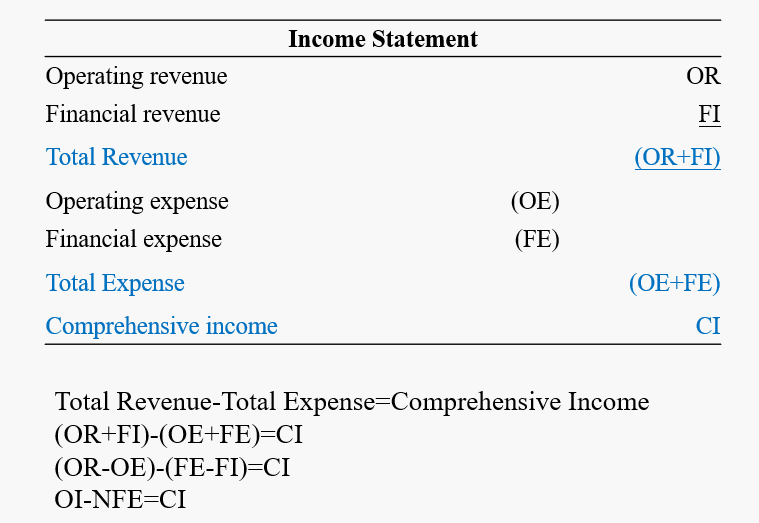 Income Statement
Operating revenue OR
Financial revenue FI
Total Revenue (OR+FI)
Operating expense (OE)
Financial expense (FE)
Total Expense (OE+FE)
Comprehensive income CI
Total Revenue-Total Expense=Comprehensive Income
(OR+FI)-(OE+FE)=CI
(OR-OE)-(FE-FI)=CI
OI-NFE=CI